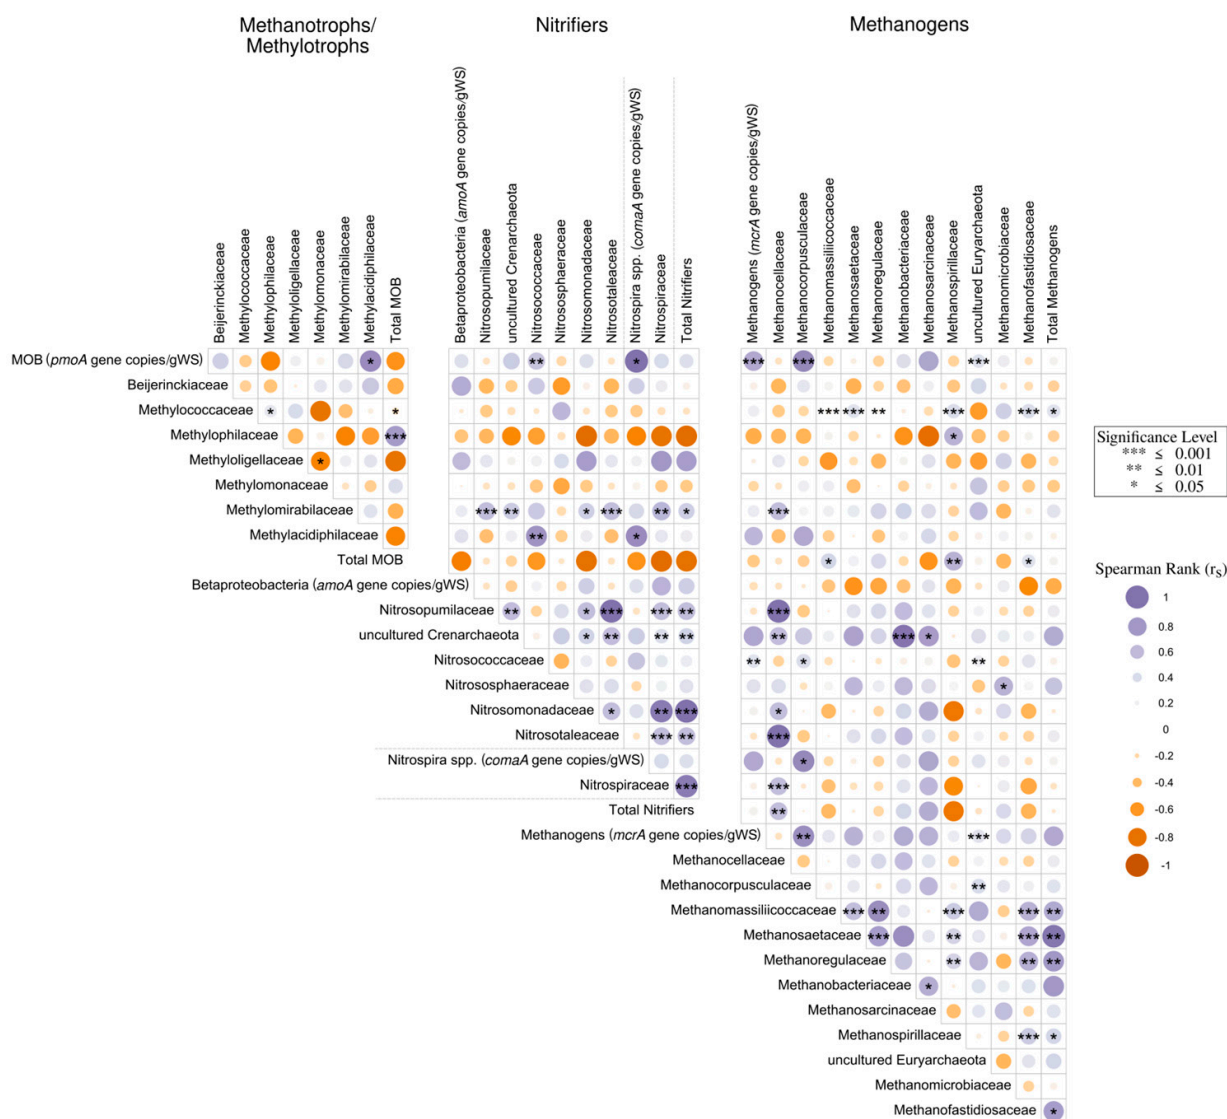 Methanotrophs/
Methylotrophs
Nitrifiers
Methanogens
Beijerinckiaceae
Methylococcaceae
Methylophilaceae
Methyloligellaceae
Methylomonaceae
Methylomirabilaceae
Methylacidiphilaceae
Total MOB
Betaproteobacteria (amoA gene copies/gWS)
Nitrosopumilaceae
uncultured Crenarchaeota
Nitrosococcaceae
Nitrososphaeraceae
Nitrosomonadaceae
Nitrosotaleaceae
Nitrospira spp. (comaA gene copies/gWS)
Nitrospiraceae
Total Nitrifiers
Methanogens (mcrA gene copies/gWS)
Methanocellaceae
Methanocorpusculaceae
Methanomassiliicoccaceae
Methanosaetaceae
Methanoregulaceae
Methanobacteriaceae
Methanosarcinaceae
Methanospirillaceae
uncultured Euryarchaeota
Methanomicrobiaceae
Methanofastidiosaceae
Total Methanogens
MOB (pmoA gene copies/gWS) * ** * *** *** ***
Beijerinckiaceae
Methylococcaceae * * *** *** ** *** *** *
Methylophilaceae *** *
Methyloligellaceae *
Methylomonaceae
Methylomirabilaceae *** ** * *** ** * ***
Methylacidiphilaceae ** *
Total MOB * ** *
Betaproteobacteria (amoA gene copies/gWS)
Nitrosopumilaceae ** * *** *** ** ***
uncultured Crenarchaeota * ** ** ** ** *** *
Nitrosococcaceae ** * **
Nitrososphaeraceae *
Nitrosomonadaceae * ** *** *
Nitrosotaleaceae *** ** ***
Nitrospira spp. (comaA gene copies/gWS) *
Nitrospiraceae *** ***
Total Nitrifiers **
Methanogens (mcrA gene copies/gWS) ** ***
Methanocellaceae
Methanocorpusculaceae **
Methanomassiliicoccaceae *** ** *** *** **
Methanosaetaceae *** ** *** **
Methanoregulaceae ** ** **
Methanobacteriaceae *
Methanosarcinaceae
Methanospirillaceae *** *
uncultured Euryarchaeota
Methanomicrobiaceae
Methanofastidiosaceae *
Significance Level
*** ≤ 0.001
** ≤ 0.01
* ≤ 0.05
Spearman Rank (rS)
1
0.8
0.6
0.4
0.2
0
-0.2
-0.4
-0.6
-0.8
-1